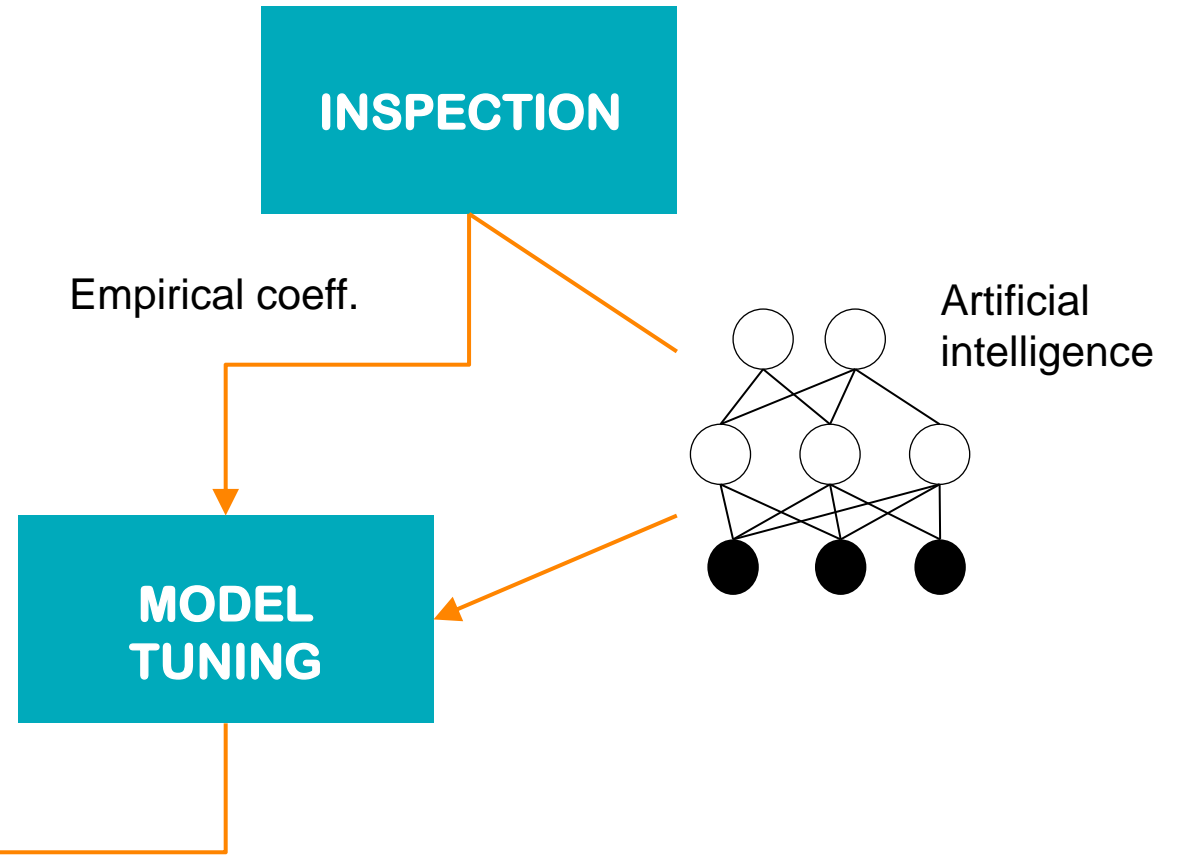 INSPECTION
Empirical coeff.
Artificial
intelligence
MODEL
TUNING